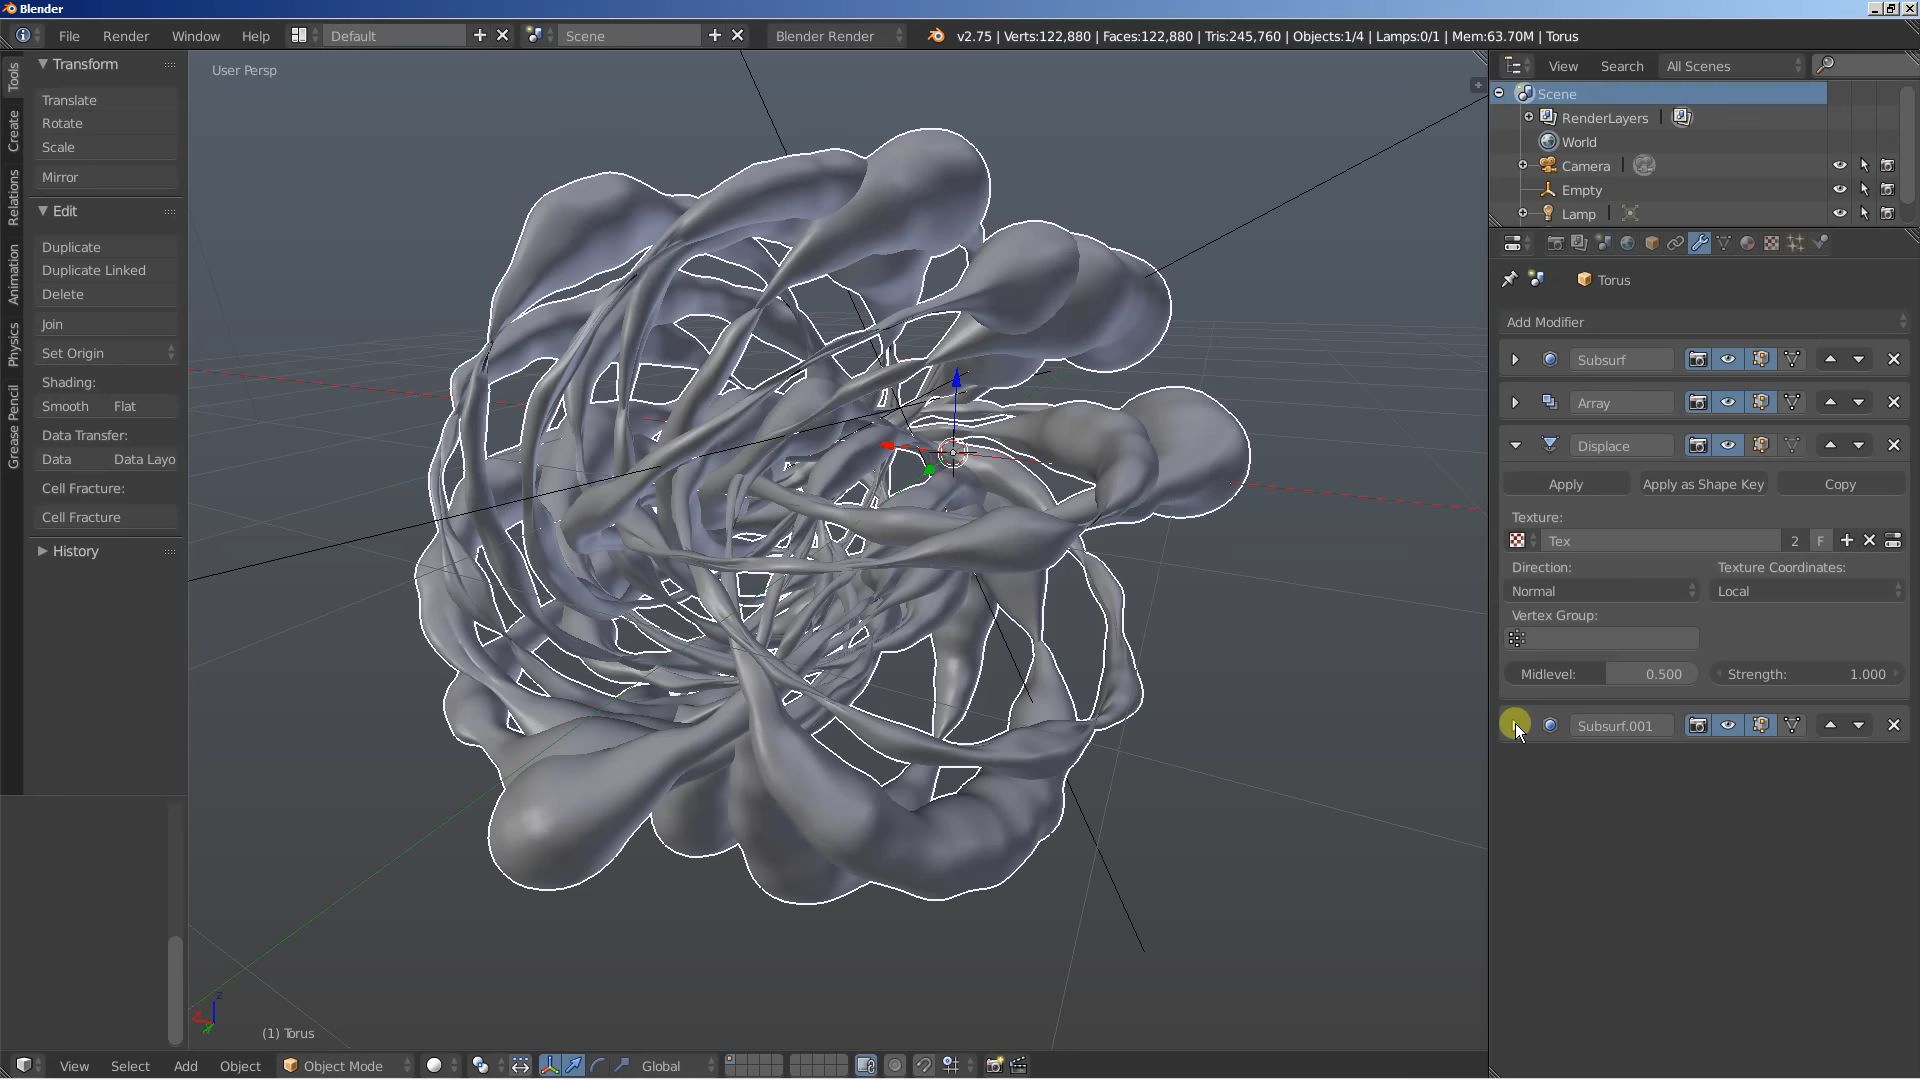 Blender
File Render Window Help Default Scene Blender Render v2.75 | Verts:122,880 | Faces:122,880 | Tris:245,760 | Objects:1/4 | Lamps:0/1 | Mem:63.70M | Torus
Tools
Create
Relations
Animation
Physics
Grease Pencil
Transform
Translate
Rotate
Scale
Mirror
Edit
Duplicate
Duplicate Linked
Delete
Join
Set Origin
Shading:
Smooth Flat
Data Transfer:
Data Data Layo
Cell Fracture:
Cell Fracture
History
User Persp
(1) Torus
View Select Add Object Object Mode Global
View Search All Scenes
Scene
RenderLayers
World
Camera
Empty
Lamp
Torus
Add Modifier
Subsurf
Array
Displace
Apply Apply as Shape Key Copy
Texture:
Tex 2 F
Direction: Texture Coordinates:
Normal Local
Vertex Group:
Midlevel: 0.500 Strength: 1.000
Subsurf.001